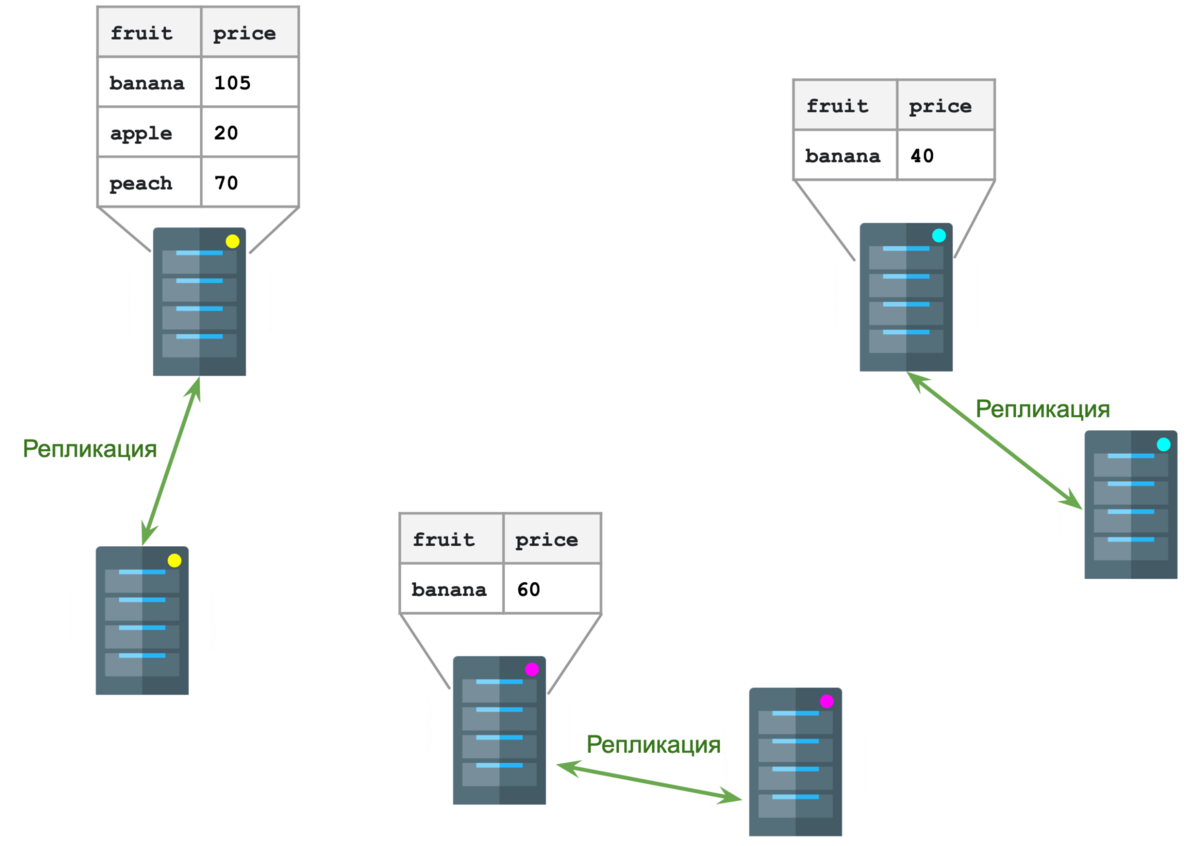 fruit price
banana 105
apple 20
peach 70
fruit price
banana 40
Репликация
Репликация
fruit price
banana 60
Репликация